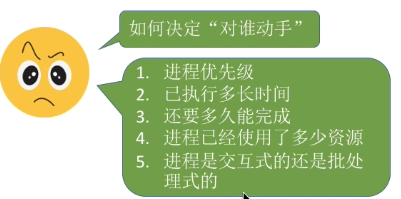 如何决定“对谁动手”
1. 进程优先级
2. 已执行多长时间
3. 还要多久能完成
4. 进程已经使用了多少资源
5. 进程是交互式的还是批处
理式的